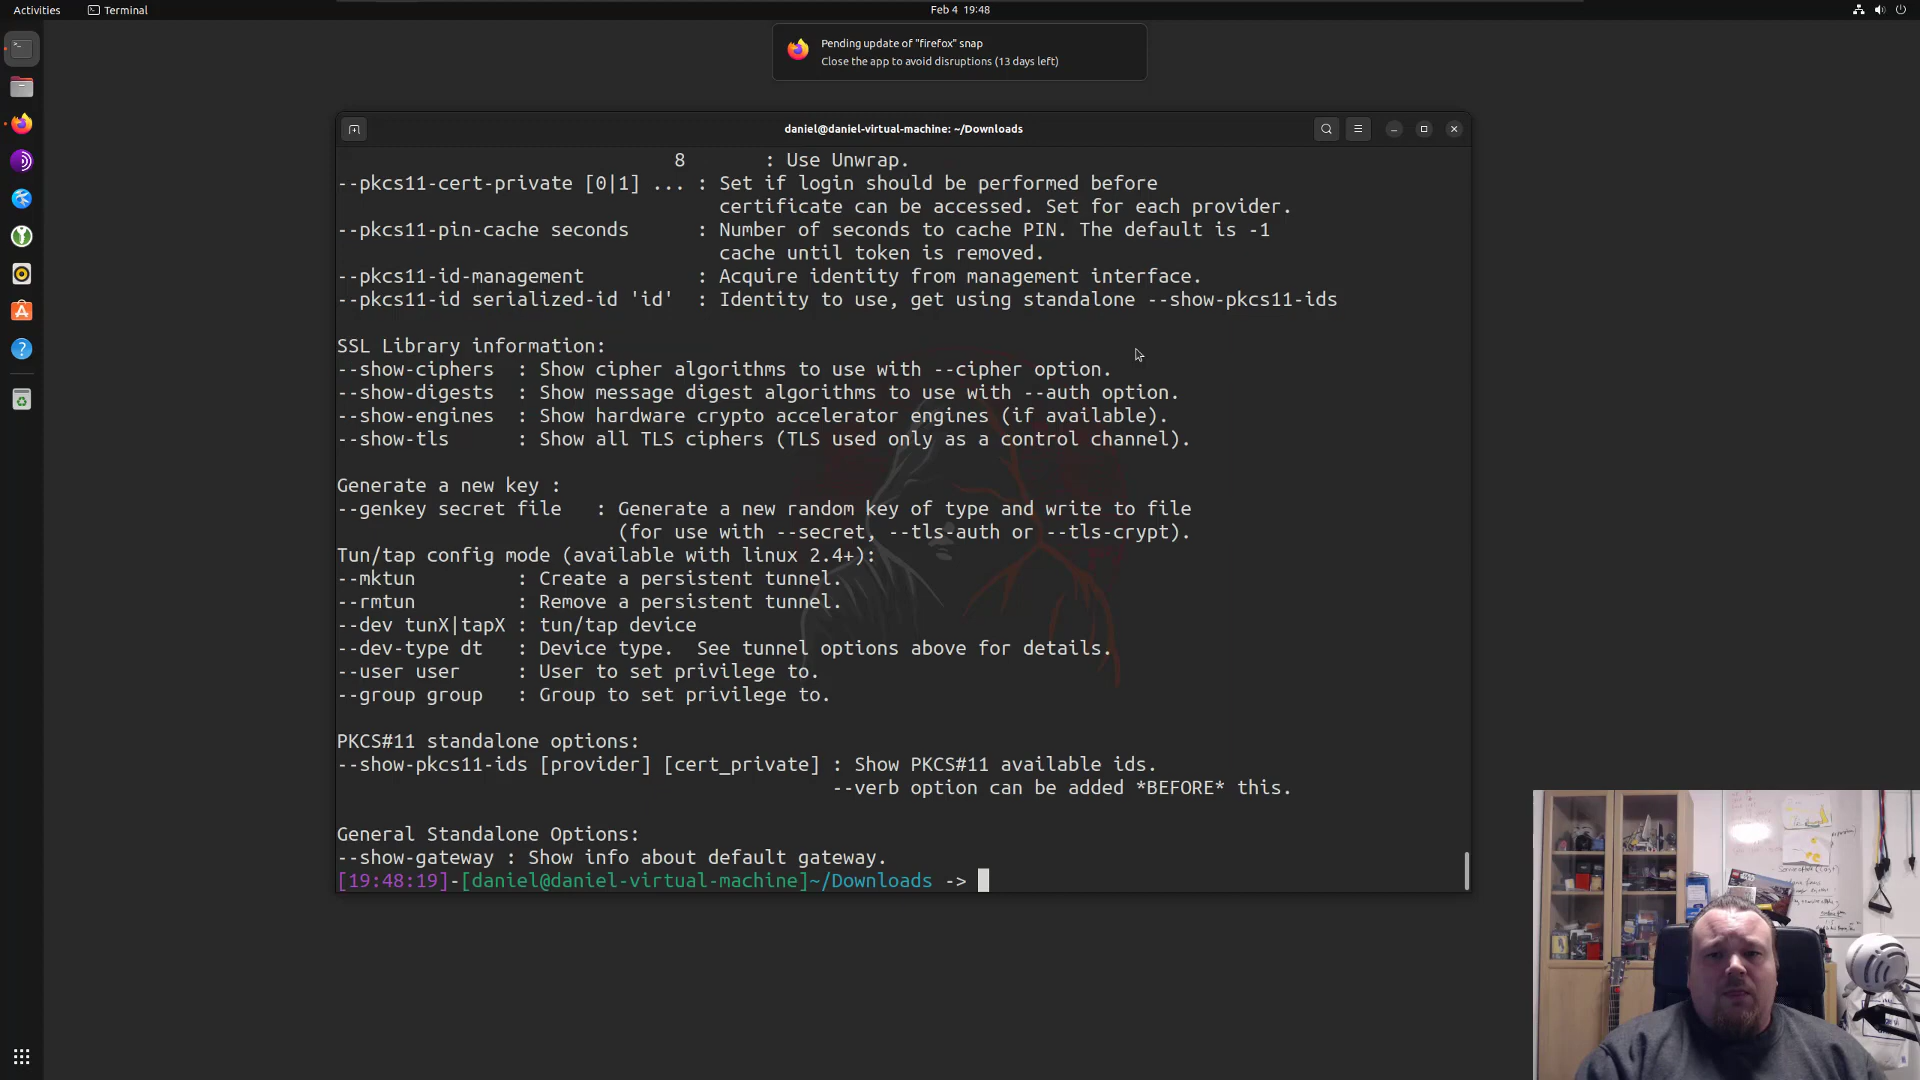 Activities
Terminal
Feb 4 19:48
Pending update of "firefox" snap
Close the app to avoid disruptions (13 days left)
daniel@daniel-virtual-machine: ~/Downloads
8 : Use Unwrap.
--pkcs11-cert-private [0|1] ... : Set if login should be performed before
certificate can be accessed. Set for each provider.
--pkcs11-pin-cache seconds : Number of seconds to cache PIN. The default is -1
cache until token is removed.
--pkcs11-id-management : Acquire identity from management interface.
--pkcs11-id serialized-id 'id' : Identity to use, get using standalone --show-pkcs11-ids
SSL Library information:
--show-ciphers : Show cipher algorithms to use with --cipher option.
--show-digests : Show message digest algorithms to use with --auth option.
--show-engines : Show hardware crypto accelerator engines (if available).
--show-tls : Show all TLS ciphers (TLS used only as a control channel).
Generate a new key :
--genkey secret file : Generate a new random key of type and write to file
(for use with --secret, --tls-auth or --tls-crypt).
Tun/tap config mode (available with linux 2.4+):
--mktun : Create a persistent tunnel.
--rmtun : Remove a persistent tunnel.
--dev tunX|tapX : tun/tap device
--dev-type dt : Device type. See tunnel options above for details.
--user user : User to set privilege to.
--group group : Group to set privilege to.
PKCS#11 standalone options:
--show-pkcs11-ids [provider] [cert_private] : Show PKCS#11 available ids.
--verb option can be added *BEFORE* this.
General Standalone Options:
--show-gateway : Show info about default gateway.
[19:48:19]-[daniel@daniel-virtual-machine]~/Downloads ->